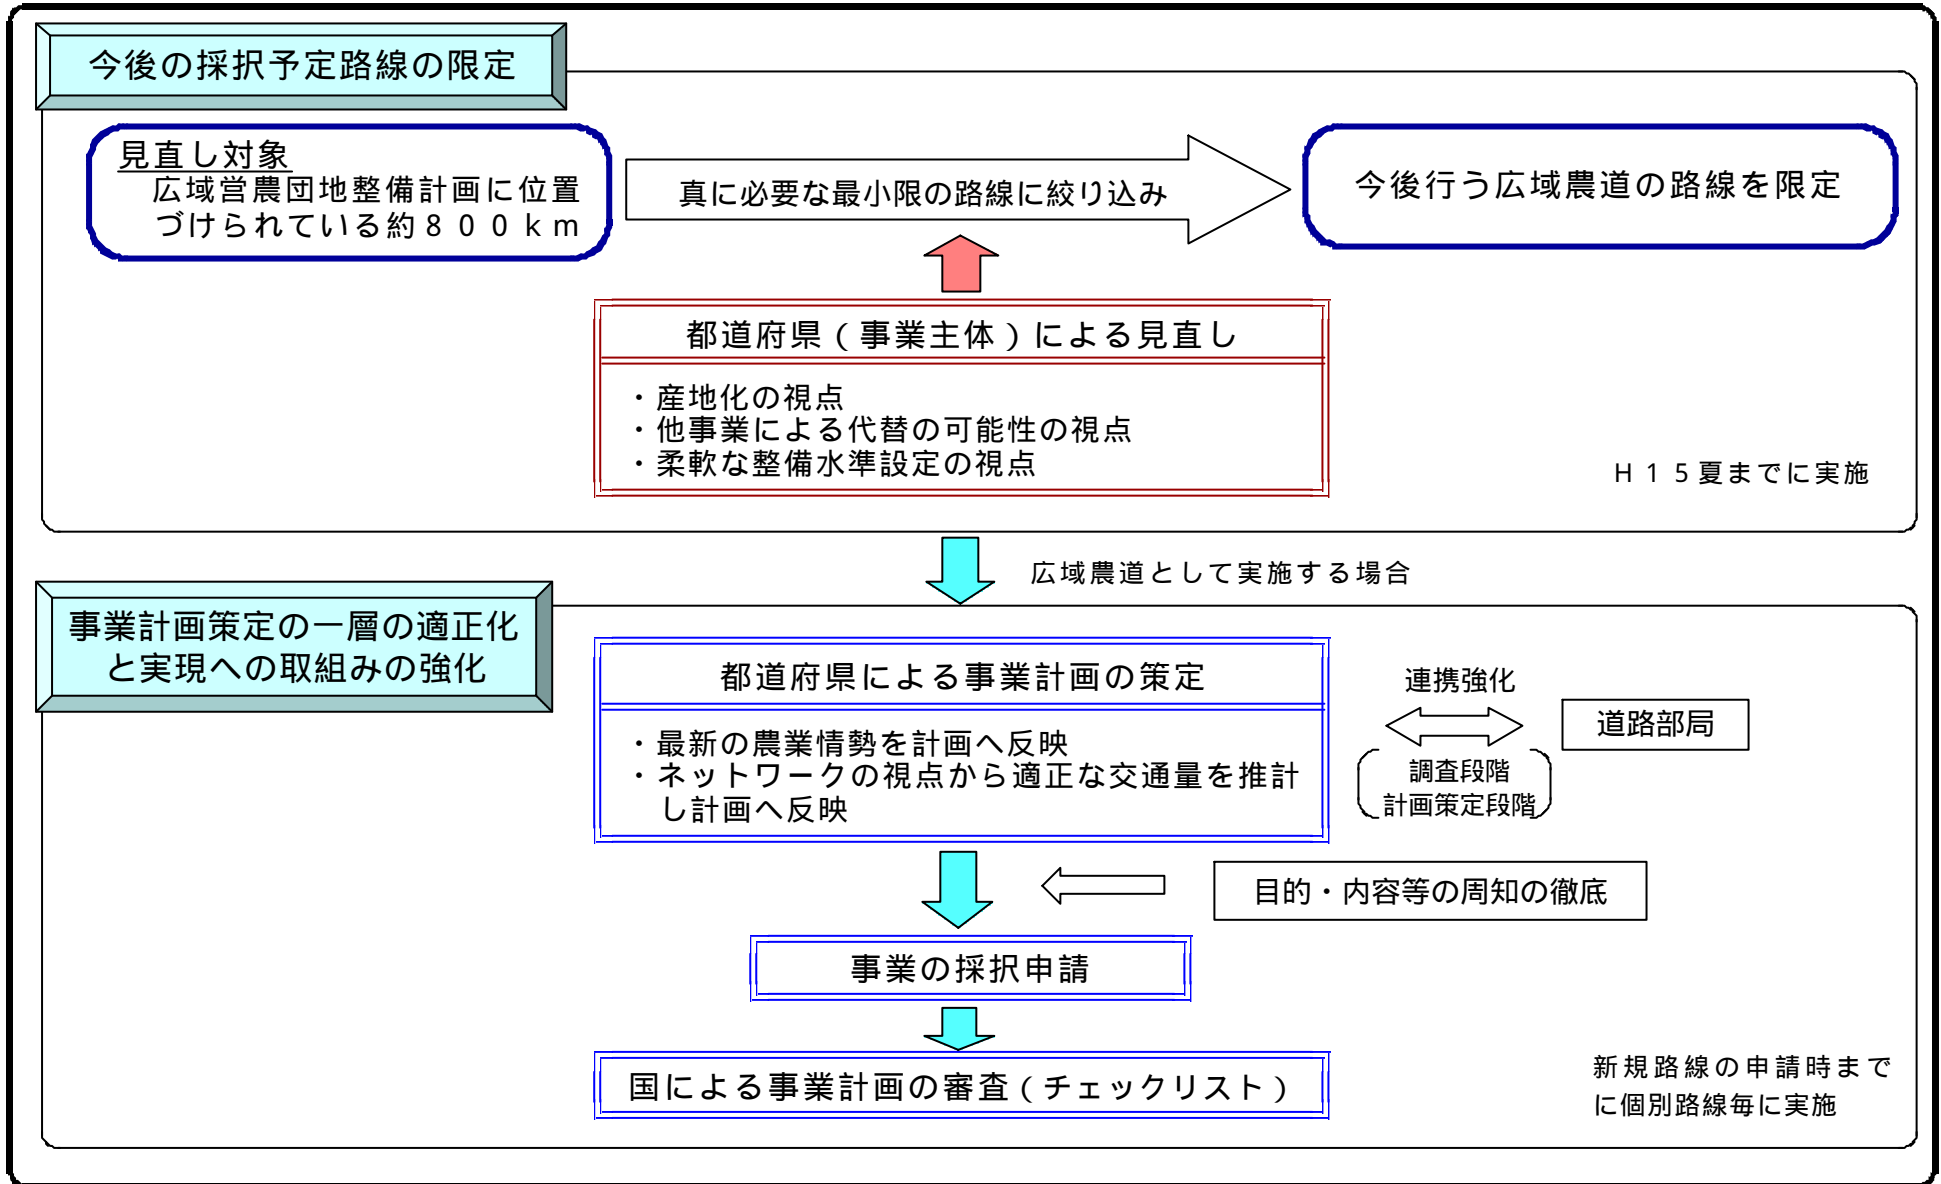 今後の採択予定路線の限定
見直し対象
広域営農団地整備計画に位置
づけられている約８００ｋｍ
真に必要な最小限の路線に絞り込み
今後行う広域農道の路線を限定
都道府県（事業主体）による見直し
・産地化の視点
・他事業による代替の可能性の視点
・柔軟な整備水準設定の視点
Ｈ１５夏までに実施
広域農道として実施する場合
事業計画策定の一層の適正化
と実現への取組みの強化
都道府県による事業計画の策定
・最新の農業情勢を計画へ反映
・ネットワークの視点から適正な交通量を推計
し計画へ反映
連携強化
道路部局
調査段階
計画策定段階
目的・内容等の周知の徹底
事業の採択申請
国による事業計画の審査（チェックリスト）
新規路線の申請時まで
に個別路線毎に実施